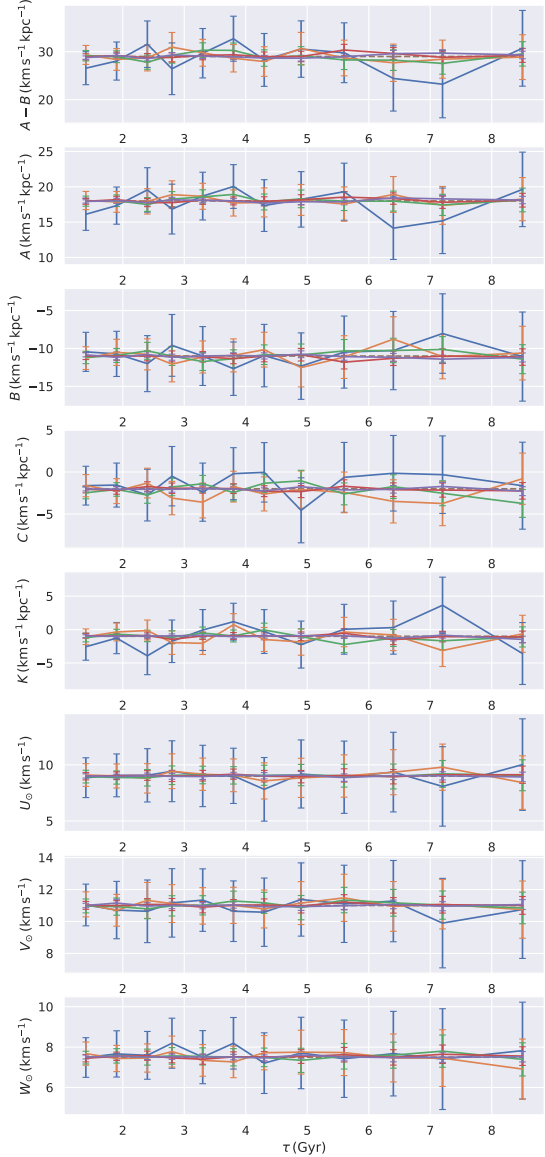 A − B (km s⁻¹ kpc⁻¹)
30
20
2 3 4 5 6 7 8
A (km s⁻¹ kpc⁻¹)
25
20
15
10
2 3 4 5 6 7 8
B (km s⁻¹ kpc⁻¹)
−5
−10
−15
2 3 4 5 6 7 8
C (km s⁻¹ kpc⁻¹)
5
0
−5
2 3 4 5 6 7 8
K (km s⁻¹ kpc⁻¹)
5
0
−5
2 3 4 5 6 7 8
U⊙ (km s⁻¹)
10
5
2 3 4 5 6 7 8
V⊙ (km s⁻¹)
14
12
10
8
2 3 4 5 6 7 8
W⊙ (km s⁻¹)
10
8
6
2 3 4 5 6 7 8
τ (Gyr)